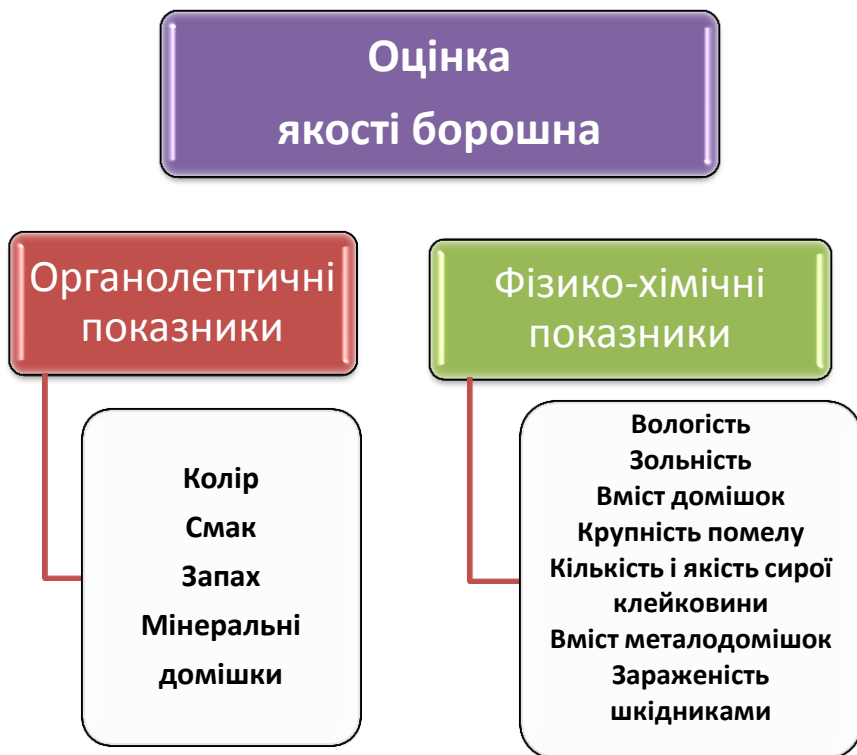 Оцінка
якості борошна
Органолептичні
показники
Колір
Смак
Запах
Мінеральні
домішки
Фізико-хімічні
показники
Вологість
Зольність
Вміст домішок
Крупність помелу
Кількість і якість сирої
клейковини
Вміст металодомішок
Зараженість
шкідниками